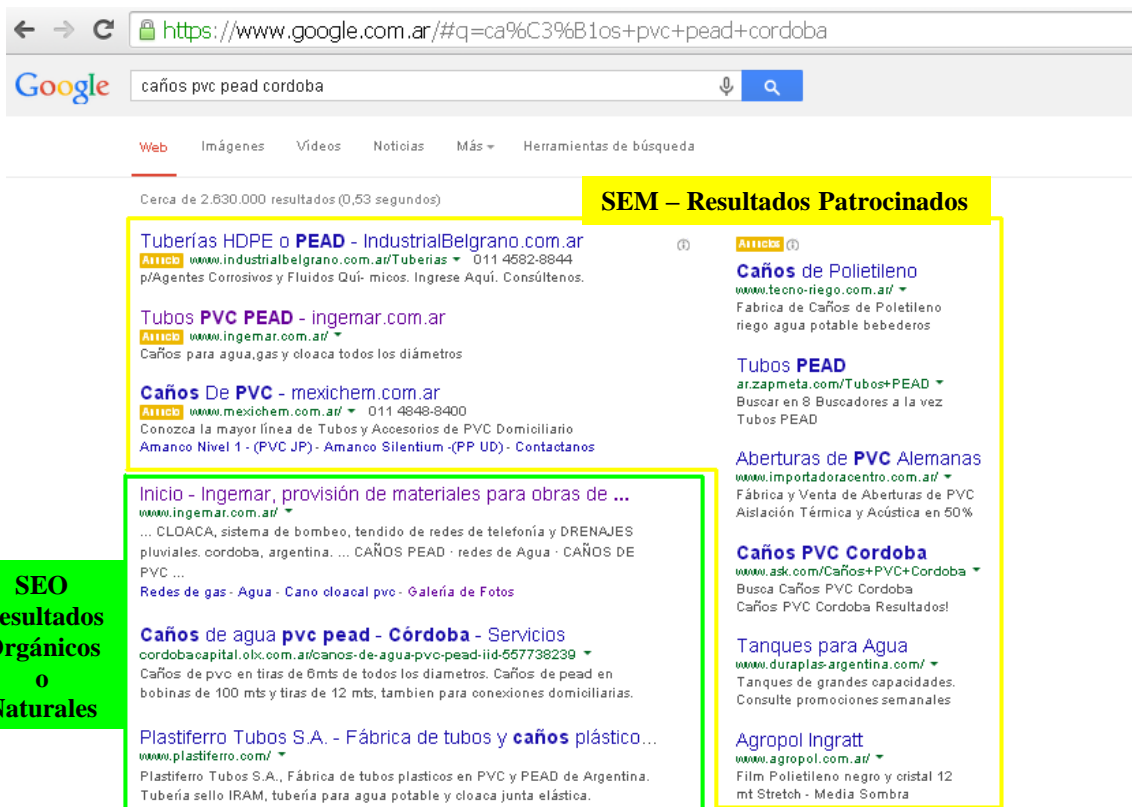 https://www.google.com.ar/#q=ca%C3%B1os+pvc+pead+cordoba
Google
caños pvc pead cordoba
Web Imágenes Vídeos Noticias Más Herramientas de búsqueda
Cerca de 2.630.000 resultados (0,53 segundos)
SEM – Resultados Patrocinados
Tuberías HDPE o PEAD - IndustrialBelgrano.com.ar
Anuncio www.industrialbelgrano.com.ar/Tuberias 011 4582-8844
p/Agentes Corrosivos y Fluidos Quí- micos. Ingrese Aquí. Consúltenos.
Tubos PVC PEAD - ingemar.com.ar
Anuncio www.ingemar.com.ar/
Caños para agua,gas y cloaca todos los diámetros
Caños De PVC - mexichem.com.ar
Anuncio www.mexichem.com.ar/ 011 4848-8400
Conozca la mayor línea de Tubos y Accesorios de PVC Domiciliario
Amanco Nivel 1 - (PVC JP) - Amanco Silentium -(PP UD) - Contactanos
Inicio - Ingemar, provisión de materiales para obras de ...
www.ingemar.com.ar/
... CLOACA, sistema de bombeo, tendido de redes de telefonía y DRENAJES
pluviales. cordoba, argentina. ... CAÑOS PEAD · redes de Agua · CAÑOS DE
PVC ...
Redes de gas - Agua - Cano cloacal pvc - Galería de Fotos
Caños de agua pvc pead - Córdoba - Servicios
cordobacapital.olx.com.ar/canos-de-agua-pvc-pead-iid-557738239
Caños de pvc en tiras de 6mts de todos los diametros. Caños de pead en
bobinas de 100 mts y tiras de 12 mts, tambien para conexiones domiciliarias.
Plastiferro Tubos S.A. - Fábrica de tubos y caños plástico...
www.plastiferro.com/
Plastiferro Tubos S.A., Fábrica de tubos plasticos en PVC y PEAD de Argentina.
Tubería sello IRAM, tubería para agua potable y cloaca junta elástica.
Anuncios
Caños de Polietileno
www.tecno-riego.com.ar/
Fabrica de Caños de Poletileno
riego agua potable bebederos
Tubos PEAD
ar.zapmeta.com/Tubos+PEAD
Buscar en 8 Buscadores a la vez
Tubos PEAD
Aberturas de PVC Alemanas
www.importadoracentro.com.ar/
Fábrica y Venta de Aberturas de PVC
Aislación Térmica y Acústica en 50%
Caños PVC Cordoba
www.ask.com/Caños+PVC+Cordoba
Busca Caños PVC Cordoba
Caños PVC Cordoba Resultados!
Tanques para Agua
www.duraplas-argentina.com/
Tanques de grandes capacidades.
Consulte promociones semanales
Agropol Ingratt
www.agropol.com.ar/
Film Polietileno negro y cristal 12
mt Stretch - Media Sombra
SEO
esultados
rgánicos
o
aturales